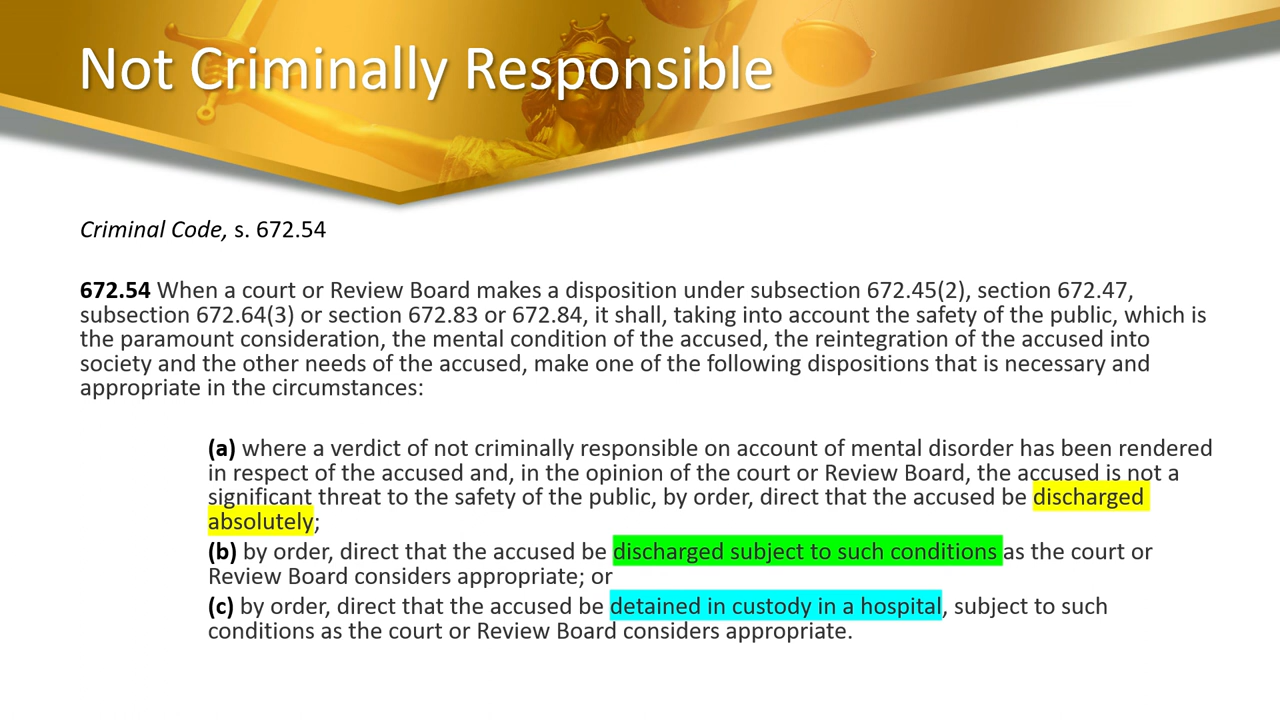 Not Criminally Responsible
Criminal Code, s. 672.54
672.54 When a court or Review Board makes a disposition under subsection 672.45(2), section 672.47,
subsection 672.64(3) or section 672.83 or 672.84, it shall, taking into account the safety of the public, which is
the paramount consideration, the mental condition of the accused, the reintegration of the accused into
society and the other needs of the accused, make one of the following dispositions that is necessary and
appropriate in the circumstances:
(a) where a verdict of not criminally responsible on account of mental disorder has been rendered
in respect of the accused and, in the opinion of the court or Review Board, the accused is not a
significant threat to the safety of the public, by order, direct that the accused be discharged
absolutely;
(b) by order, direct that the accused be discharged subject to such conditions as the court or
Review Board considers appropriate; or
(c) by order, direct that the accused be detained in custody in a hospital, subject to such
conditions as the court or Review Board considers appropriate.